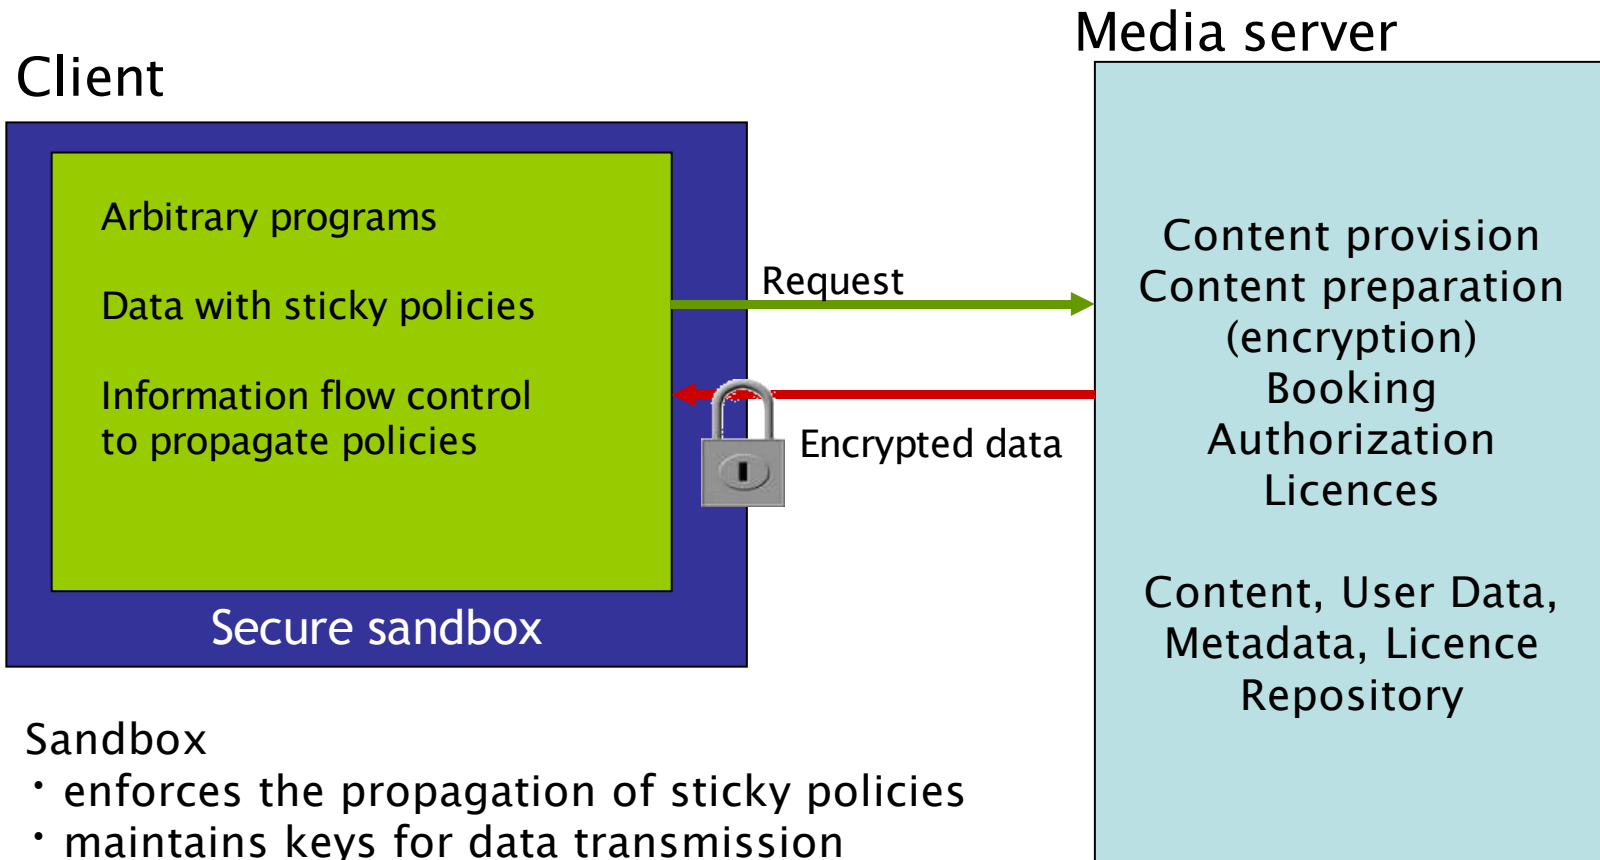 Media server
Client
Arbitrary programs
Data with sticky policies
Information flow control
to propagate policies
Secure sandbox
Request
Encrypted data
Content provision
Content preparation
(encryption)
Booking
Authorization
Licences
Content, User Data,
Metadata, Licence
Repository
Sandbox
· enforces the propagation of sticky policies
· maintains keys for data transmission